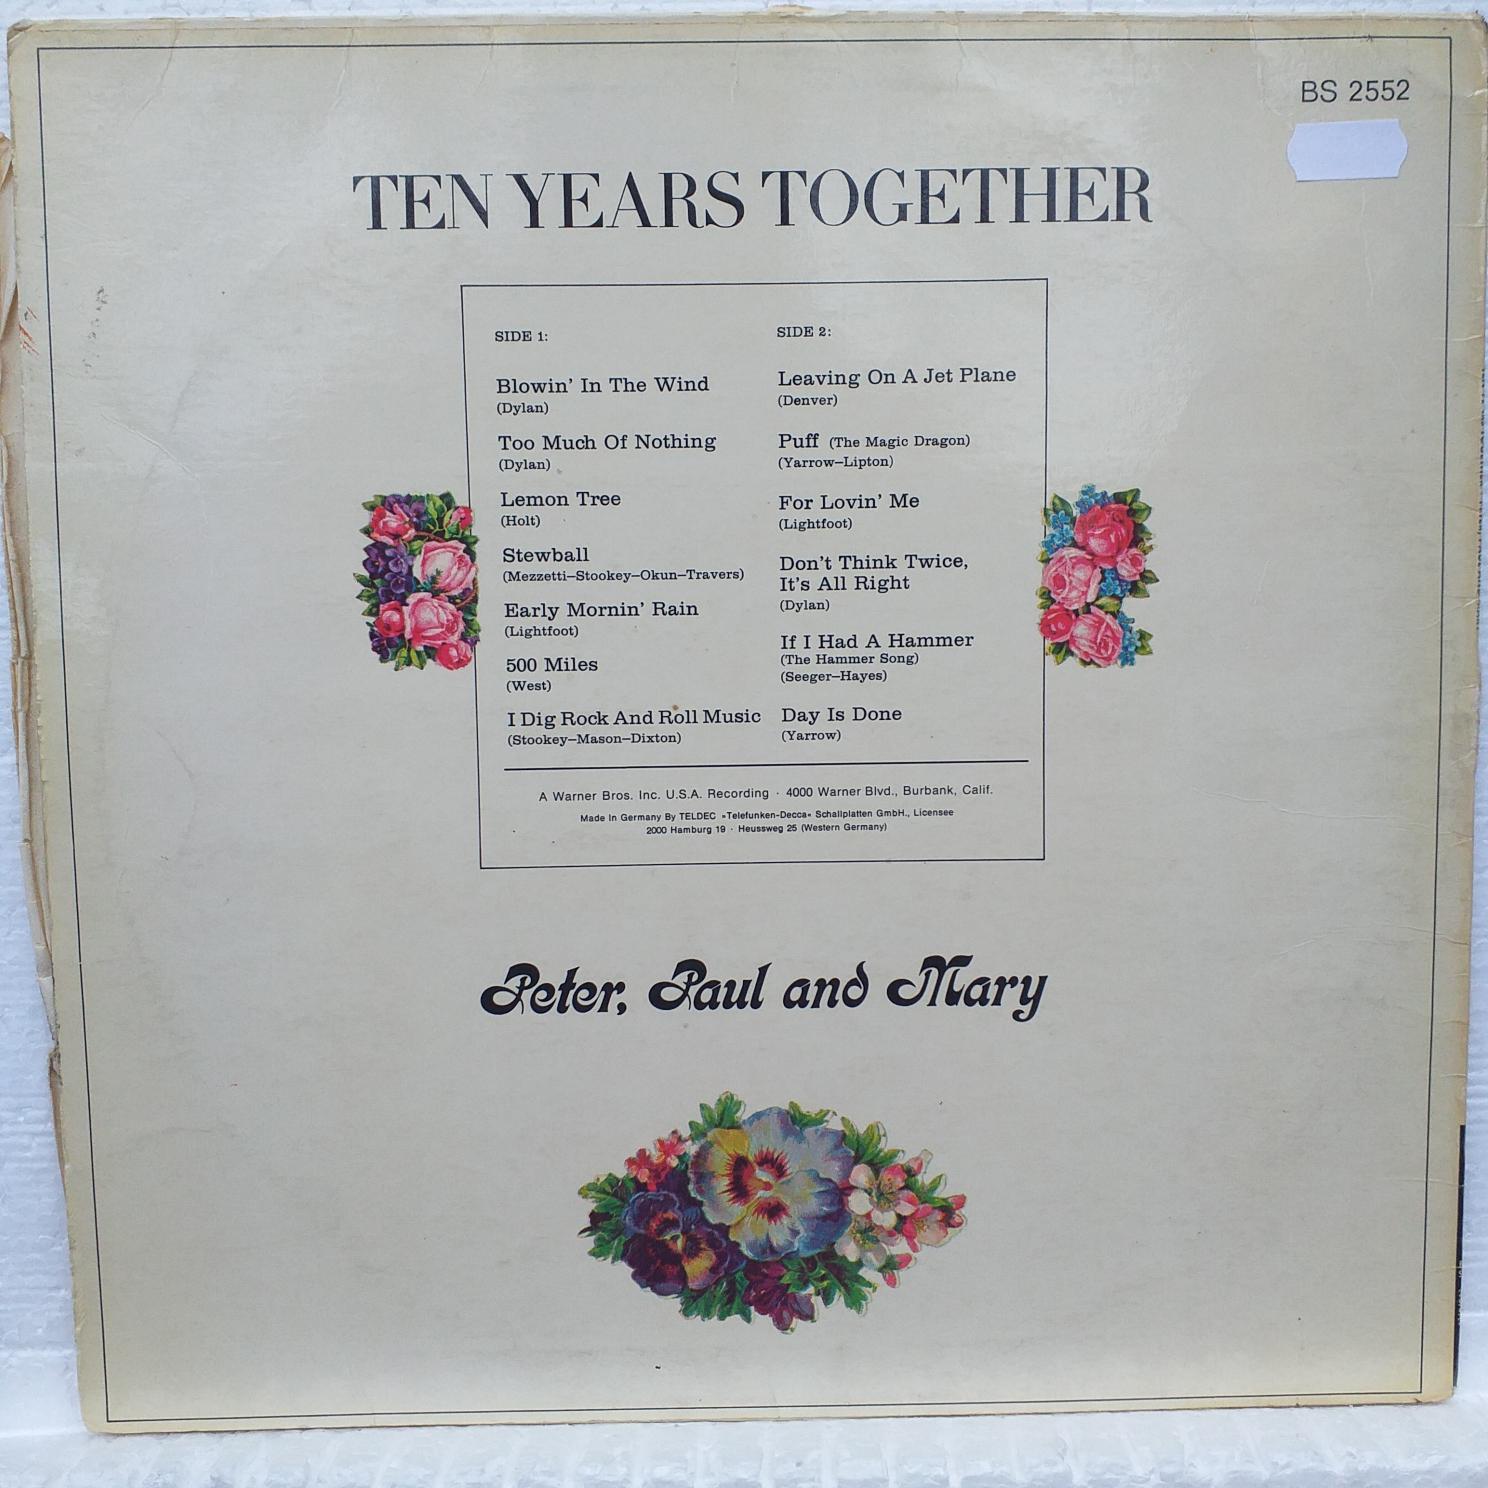 BS 2552
TEN YEARS TOGETHER
SIDE 1:
Blowin' In The Wind
(Dylan)
Too Much Of Nothing
(Dylan)
Lemon Tree
(Holt)
Stewball
(Mezzetti—Stookey—Okun—Travers)
Early Mornin' Rain
(Lightfoot)
500 Miles
(West)
I Dig Rock And Roll Music
(Stookey—Mason—Dixton)
SIDE 2:
Leaving On A Jet Plane
(Denver)
Puff (The Magic Dragon)
(Yarrow—Lipton)
For Lovin' Me
(Lightfoot)
Don't Think Twice,
It's All Right
(Dylan)
If I Had A Hammer
(The Hammer Song)
(Seeger—Hayes)
Day Is Done
(Yarrow)
A Warner Bros. Inc. U.S.A. Recording · 4000 Warner Blvd., Burbank, Calif.
Made In Germany By TELDEC »Telefunken-Decca« Schallplatten GmbH., Licensee
2000 Hamburg 19 · Heussweg 25 (Western Germany)
Peter, Paul and Mary